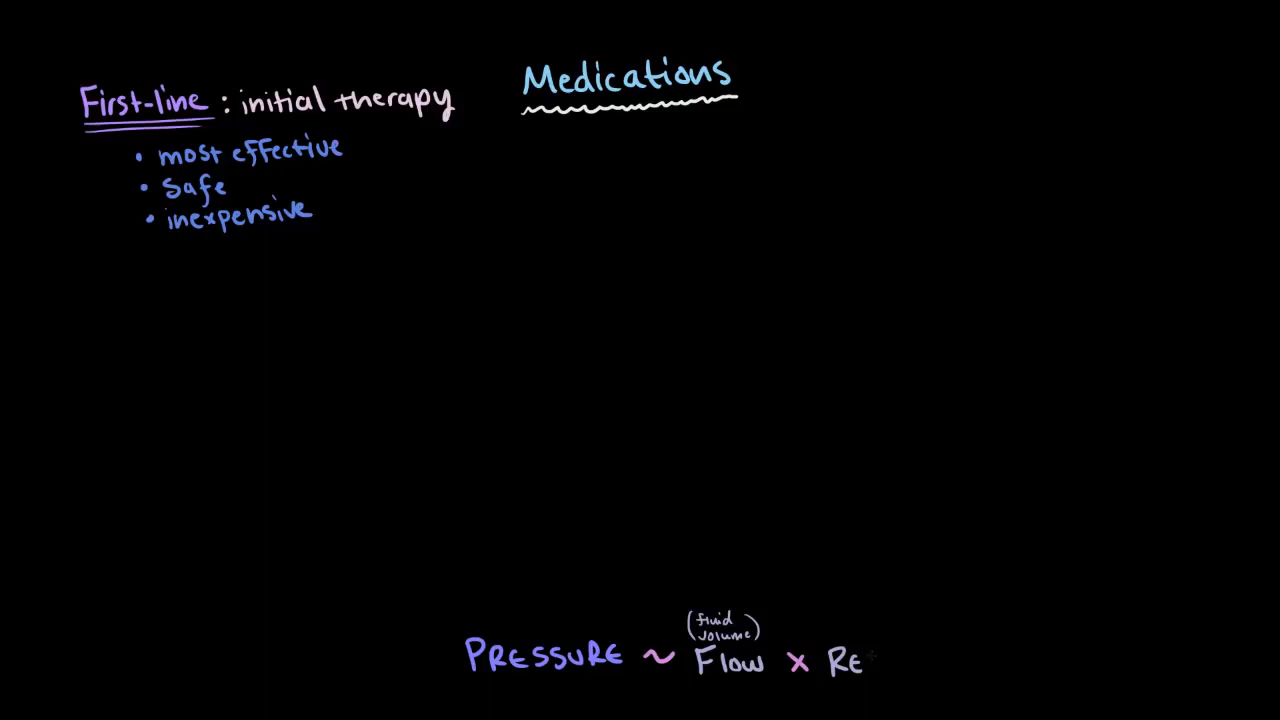 Medications
First-line : initial therapy
• most effective
• safe
• inexpensive
(fluid
volume)
PRESSURE ~ Flow x RE